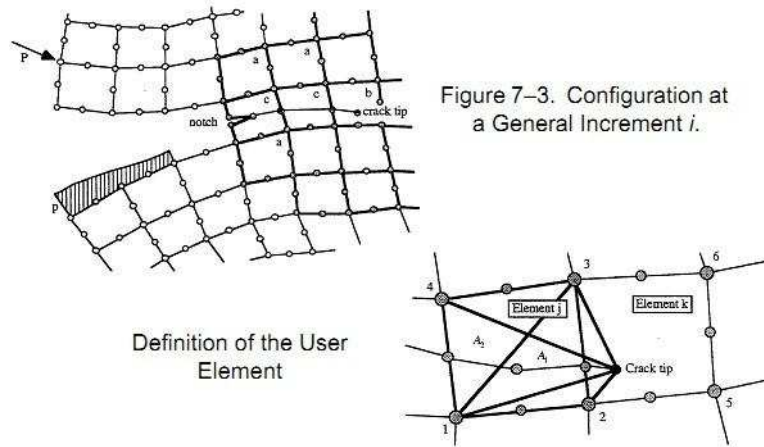 P
a
a
b
c
c
crack tip
notch
a
p
Figure 7–3. Configuration at
a General Increment i.
6
3
4
Element j
Element k
A2
A1
Crack tip
Definition of the User
Element
1
2
5